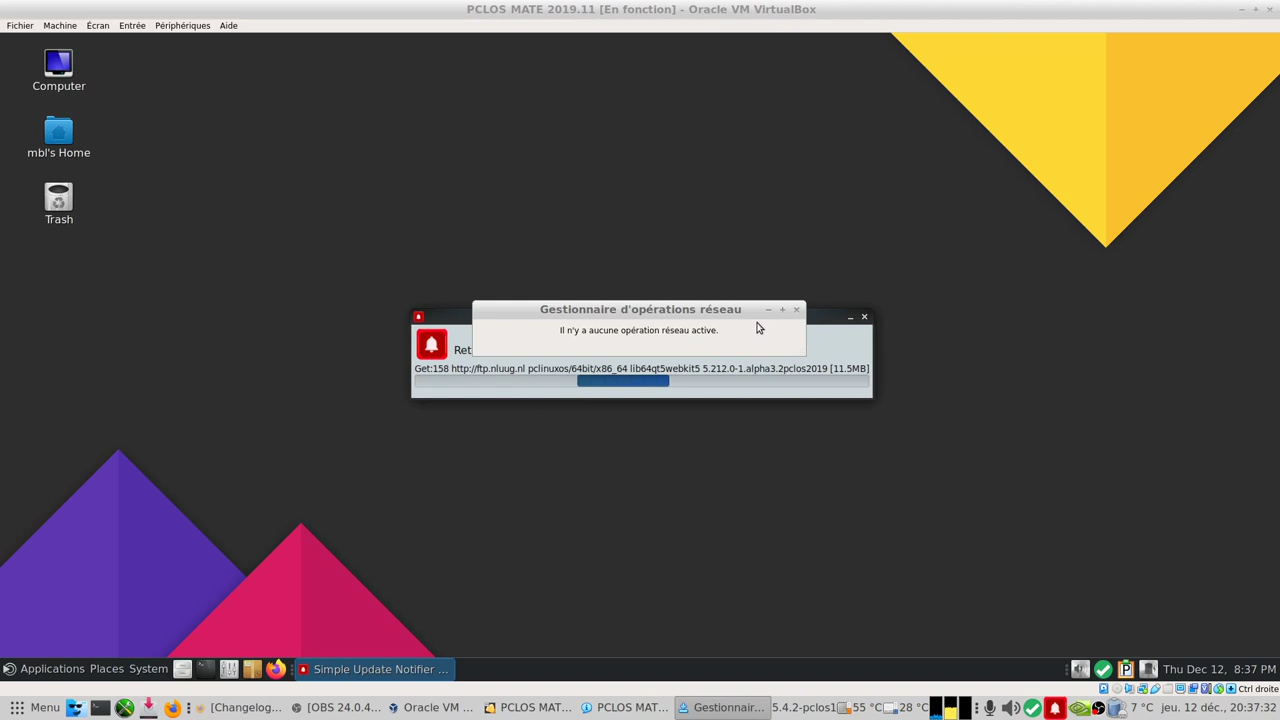 PCLOS MATE 2019.11 [En fonction] - Oracle VM VirtualBox
Fichier Machine Écran Entrée Périphériques Aide
Computer
mbl's Home
Trash
Gestionnaire d'opérations réseau
Il n'y a aucune opération réseau active.
Ret
Get:158 http://ftp.nluug.nl pclinuxos/64bit/x86_64 lib64qt5webkit5 5.212.0-1.alpha3.2pclos2019 [11.5MB]
Applications Places System Simple Update Notifier ... Thu Dec 12, 8:37 PM
Ctrl droite
Menu [Changelog... [OBS 24.0.4... Oracle VM ... PCLOS MAT... PCLOS MAT... Gestionnair... 5.4.2-pclos1 55 °C 28 °C 7 °C jeu. 12 déc., 20:37:32